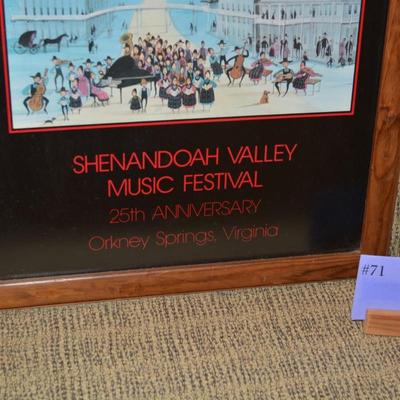 SHENANDOAH VALLEY
MUSIC FESTIVAL
25th ANNIVERSARY
Orkney Springs, Virginia
#71